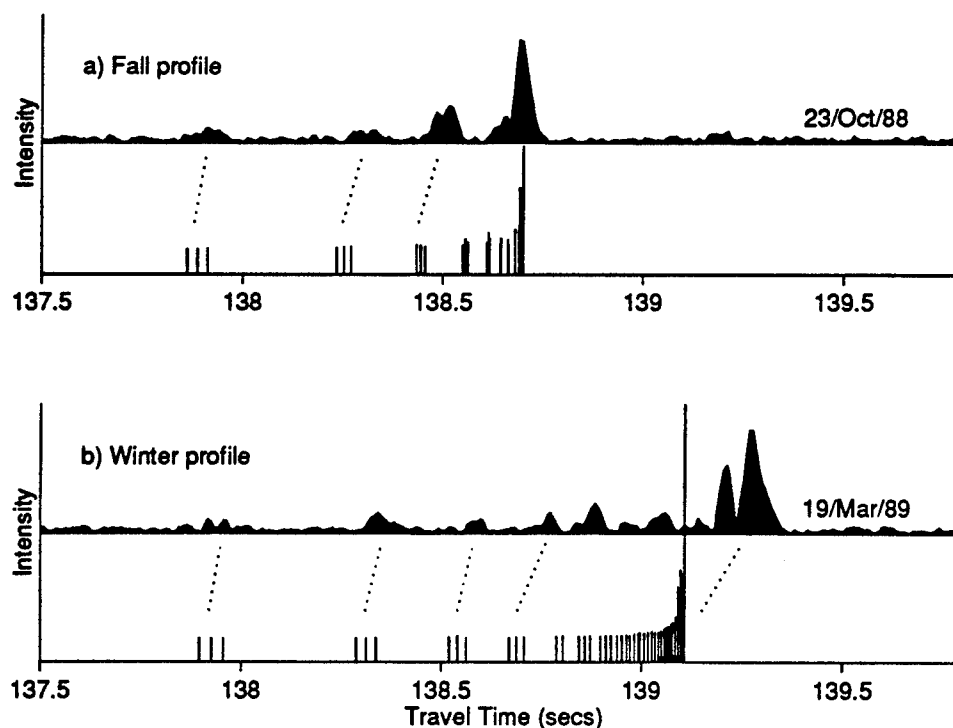 a) Fall profile
23/Oct/88
Intensity
137.5 138 138.5 139 139.5
b) Winter profile
19/Mar/89
Intensity
137.5 138 138.5 139 139.5
Travel Time (secs)